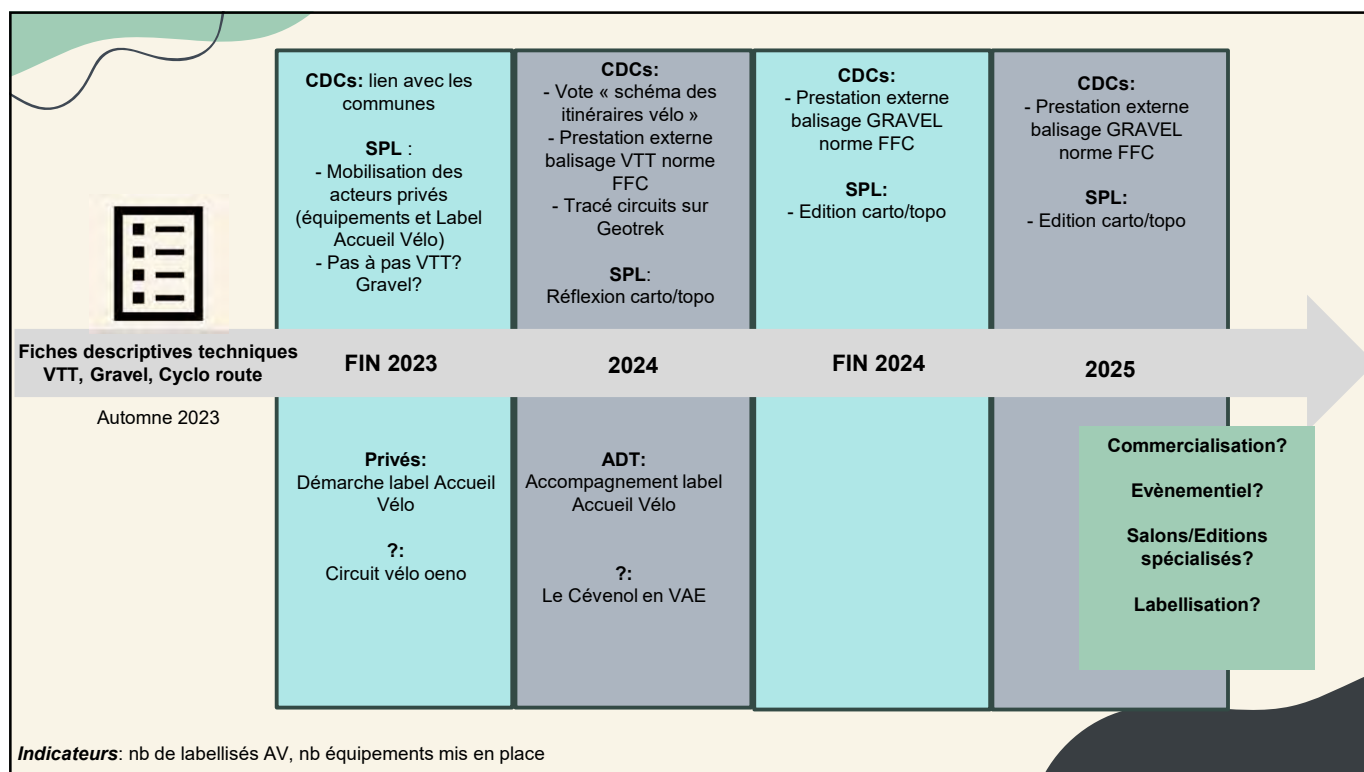 CDCs: lien avec les
communes
SPL :
- Mobilisation des
acteurs privés
(équipements et Label
Accueil Vélo)
- Pas à pas VTT?
Gravel?
CDCs:
- Vote « schéma des
itinéraires vélo »
- Prestation externe
balisage VTT norme
FFC
- Tracé circuits sur
Geotrek
SPL:
Réflexion carto/topo
CDCs:
- Prestation externe
balisage GRAVEL
norme FFC
SPL:
- Edition carto/topo
CDCs:
- Prestation externe
balisage GRAVEL
norme FFC
SPL:
- Edition carto/topo
Fiches descriptives techniques
VTT, Gravel, Cyclo route
Automne 2023
FIN 2023
2024
FIN 2024
2025
Privés:
Démarche label Accueil
Vélo
?:
Circuit vélo oeno
ADT:
Accompagnement label
Accueil Vélo
?:
Le Cévenol en VAE
Commercialisation?
Evènementiel?
Salons/Editions
spécialisés?
Labellisation?
Indicateurs: nb de labellisés AV, nb équipements mis en place